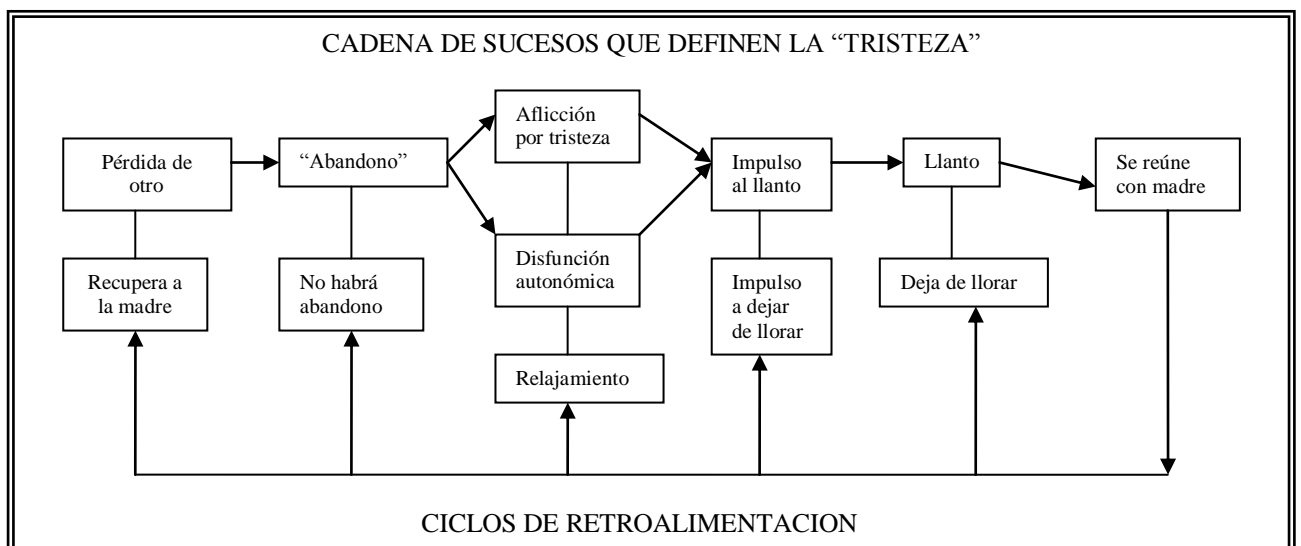 CADENA DE SUCESOS QUE DEFINEN LA “TRISTEZA”
Pérdida de
otro
“Abandono”
Aflicción
por tristeza
Disfunción
autonómica
Impulso
al llanto
Llanto
Se reúne
con madre
Recupera a
la madre
No habrá
abandono
Relajamiento
Impulso
a dejar
de llorar
Deja de llorar
CICLOS DE RETROALIMENTACION